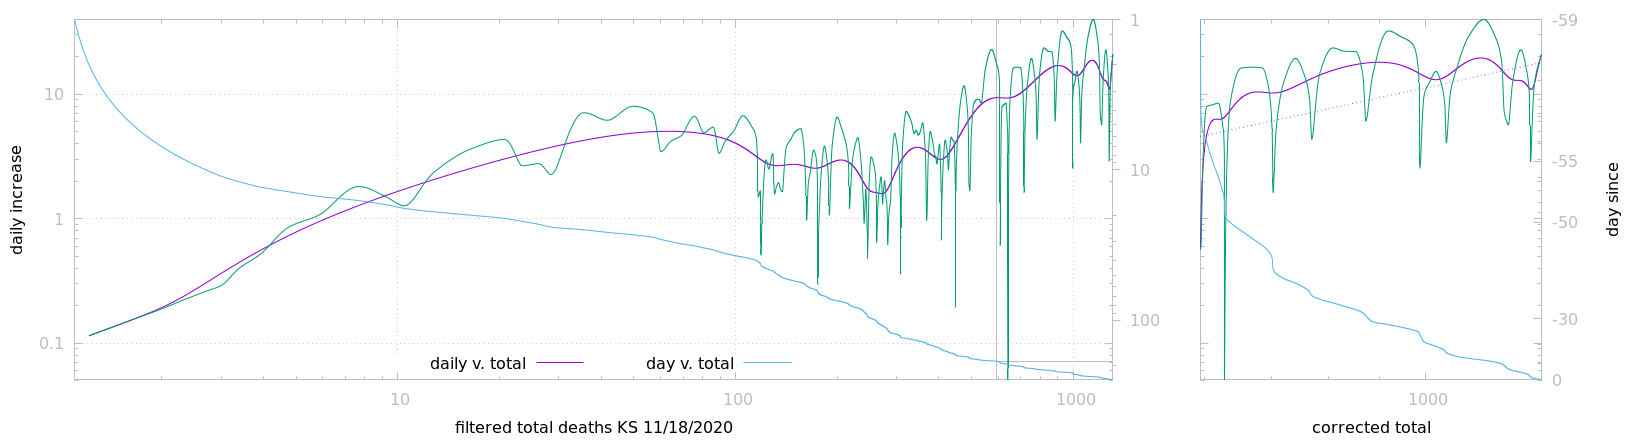 10
1
0.1
daily increase
daily v. total
day v. total
10
100
1000
filtered total deaths KS 11/18/2020
1
10
100
1000
corrected total
-59
-55
-50
-30
0
day since